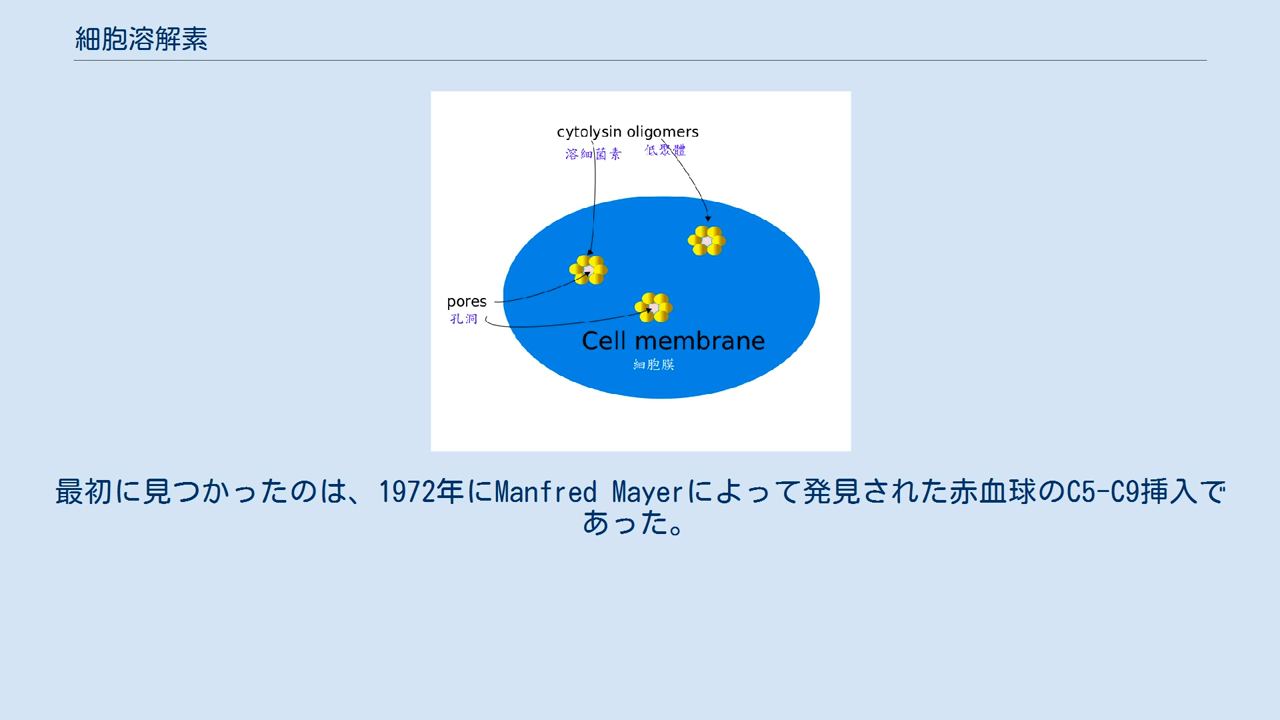 細胞溶解素
cytolysin oligomers
溶細菌素 低聚體
pores
孔洞
Cell membrane
細胞膜
最初に見つかったのは、1972年にManfred Mayerによって発見された赤血球のC5-C9挿入で
あった。